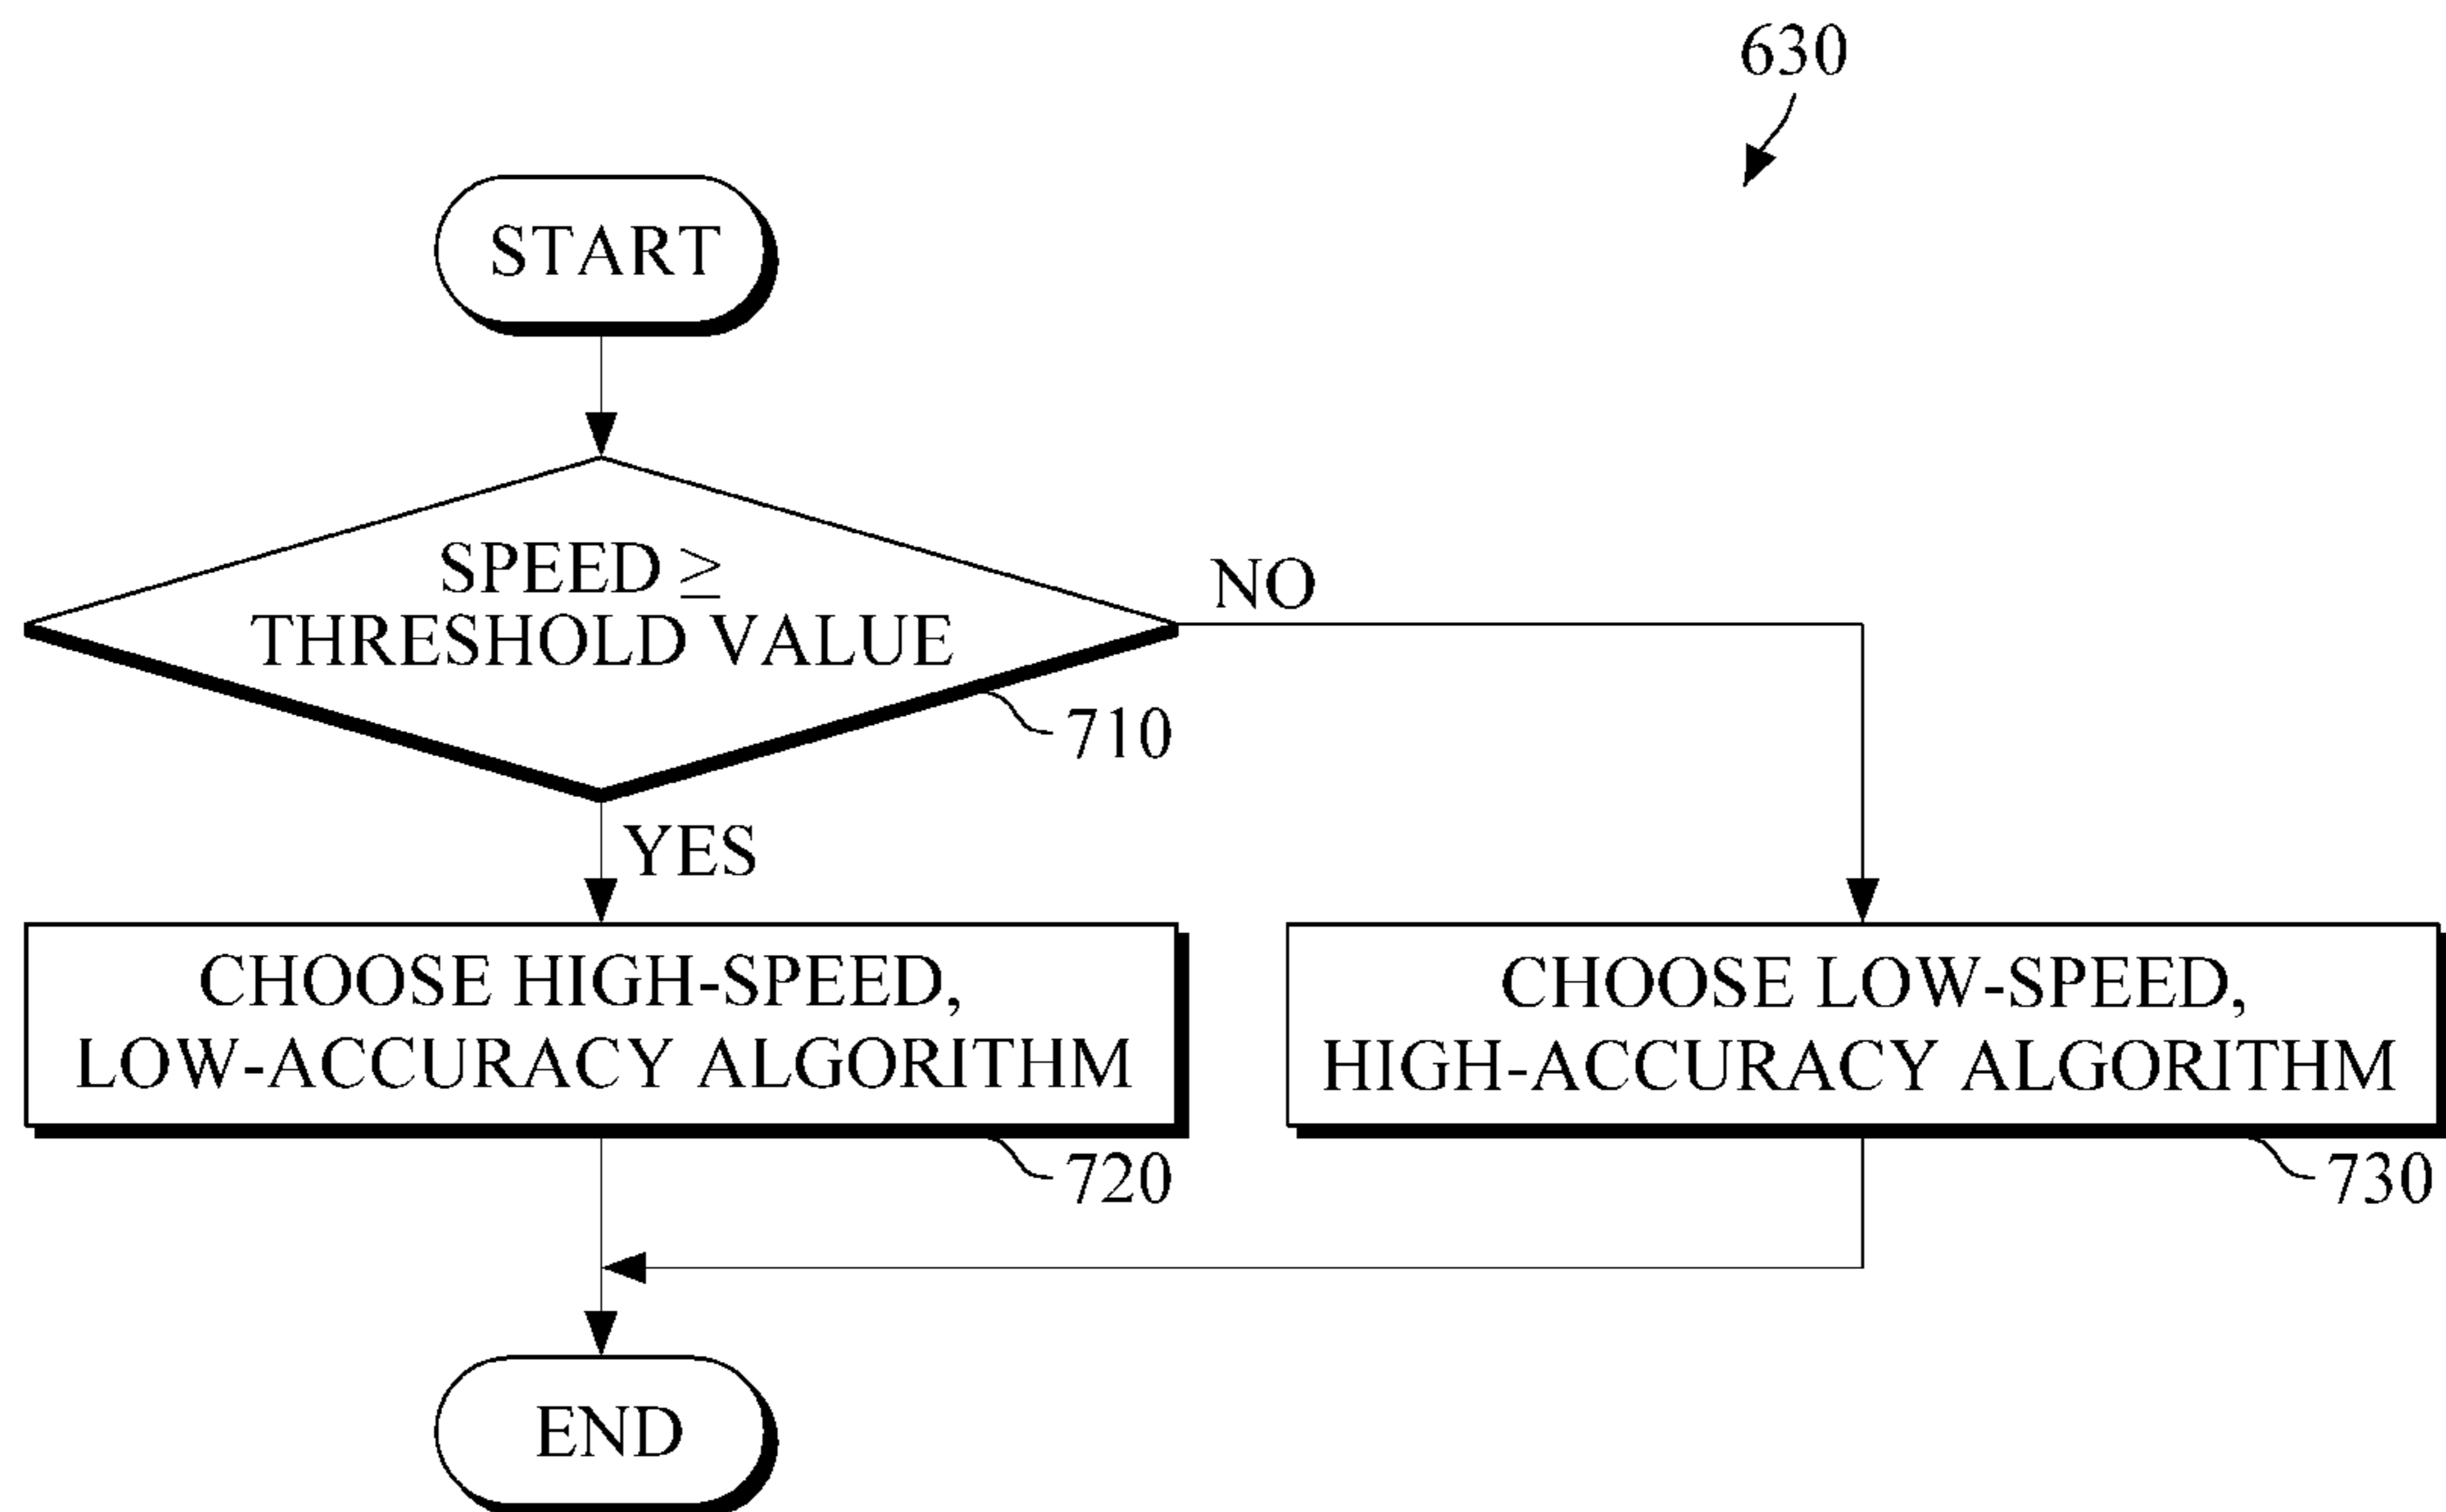 630
START
SPEED ≥
THRESHOLD VALUE
NO
710
YES
CHOOSE HIGH-SPEED,
LOW-ACCURACY ALGORITHM
720
CHOOSE LOW-SPEED,
HIGH-ACCURACY ALGORITHM
730
END